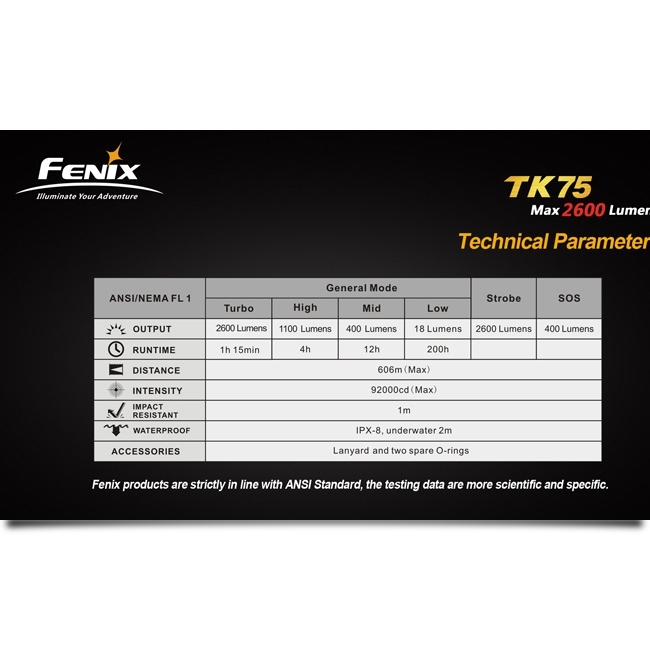 FENIX
Illuminate Your Adventure
TK75
Max 2600 Lumen
Technical Parameter
ANSI/NEMA FL 1
General Mode
Turbo High Mid Low Strobe SOS
OUTPUT 2600 Lumens 1100 Lumens 400 Lumens 18 Lumens 2600 Lumens 400 Lumens
RUNTIME 1h 15min 4h 12h 200h
DISTANCE 606m (Max)
INTENSITY 92000cd (Max)
IMPACT RESISTANT 1m
WATERPROOF IPX-8, underwater 2m
ACCESSORIES Lanyard and two spare O-rings
Fenix products are strictly in line with ANSI Standard, the testing data are more scientific and specific.